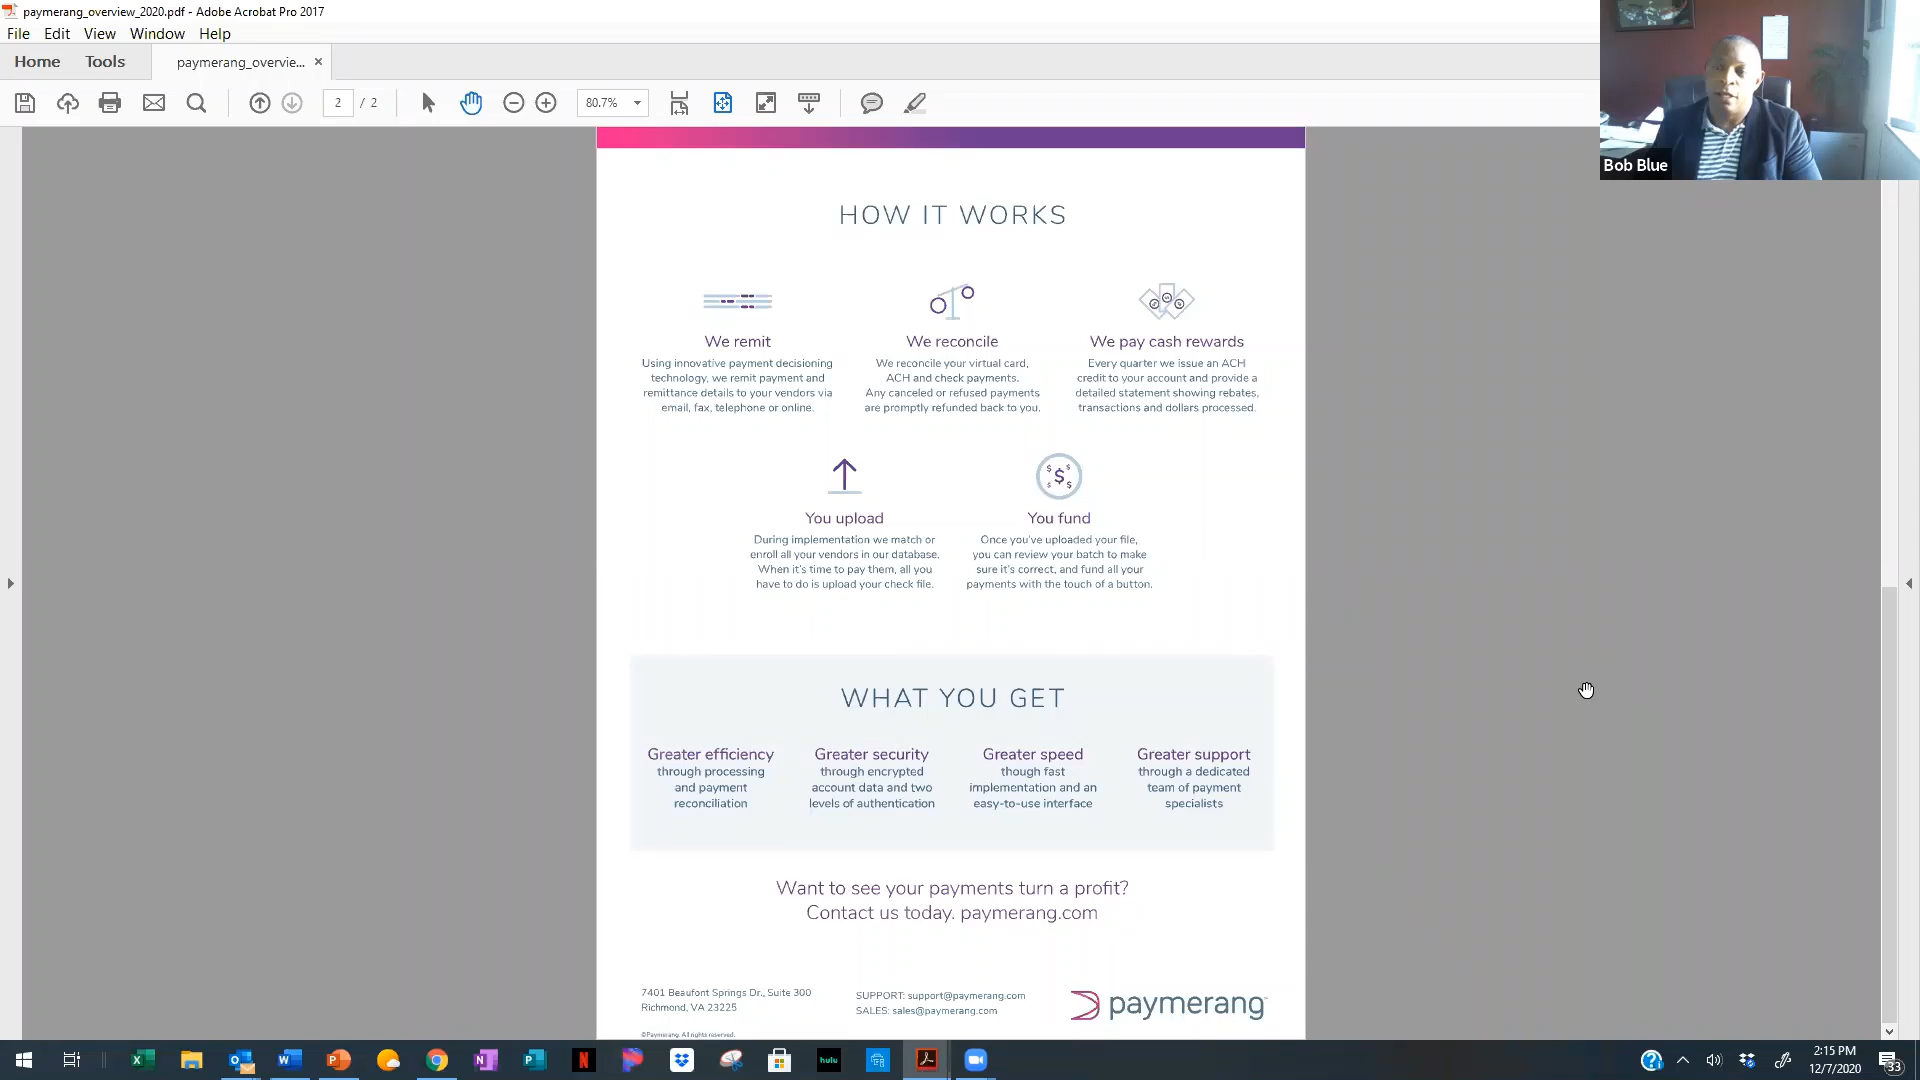 paymerang_overview_2020.pdf - Adobe Acrobat Pro 2017
File Edit View Window Help
Home Tools paymerang_overvie... ×
2 / 2 80.7%
Bob Blue
HOW IT WORKS
We remit
Using innovative payment decisioning
technology, we remit payment and
remittance details to your vendors via
email, fax, telephone or online.
We reconcile
We reconcile your virtual card,
ACH and check payments.
Any canceled or refused payments
are promptly refunded back to you.
We pay cash rewards
Every quarter we issue an ACH
credit to your account and provide a
detailed statement showing rebates,
transactions and dollars processed.
You upload
During implementation we match or
enroll all your vendors in our database.
When it's time to pay them, all you
have to do is upload your check file.
You fund
Once you've uploaded your file,
you can review your batch to make
sure it's correct, and fund all your
payments with the touch of a button.
WHAT YOU GET
Greater efficiency
through processing
and payment
reconciliation
Greater security
through encrypted
account data and two
levels of authentication
Greater speed
though fast
implementation and an
easy-to-use interface
Greater support
through a dedicated
team of payment
specialists
Want to see your payments turn a profit?
Contact us today. paymerang.com
7401 Beaufont Springs Dr., Suite 300
Richmond, VA 23225
©Paymerang. All rights reserved.
SUPPORT: support@paymerang.com
SALES: sales@paymerang.com
paymerang
hulu
2:15 PM
12/7/2020
33